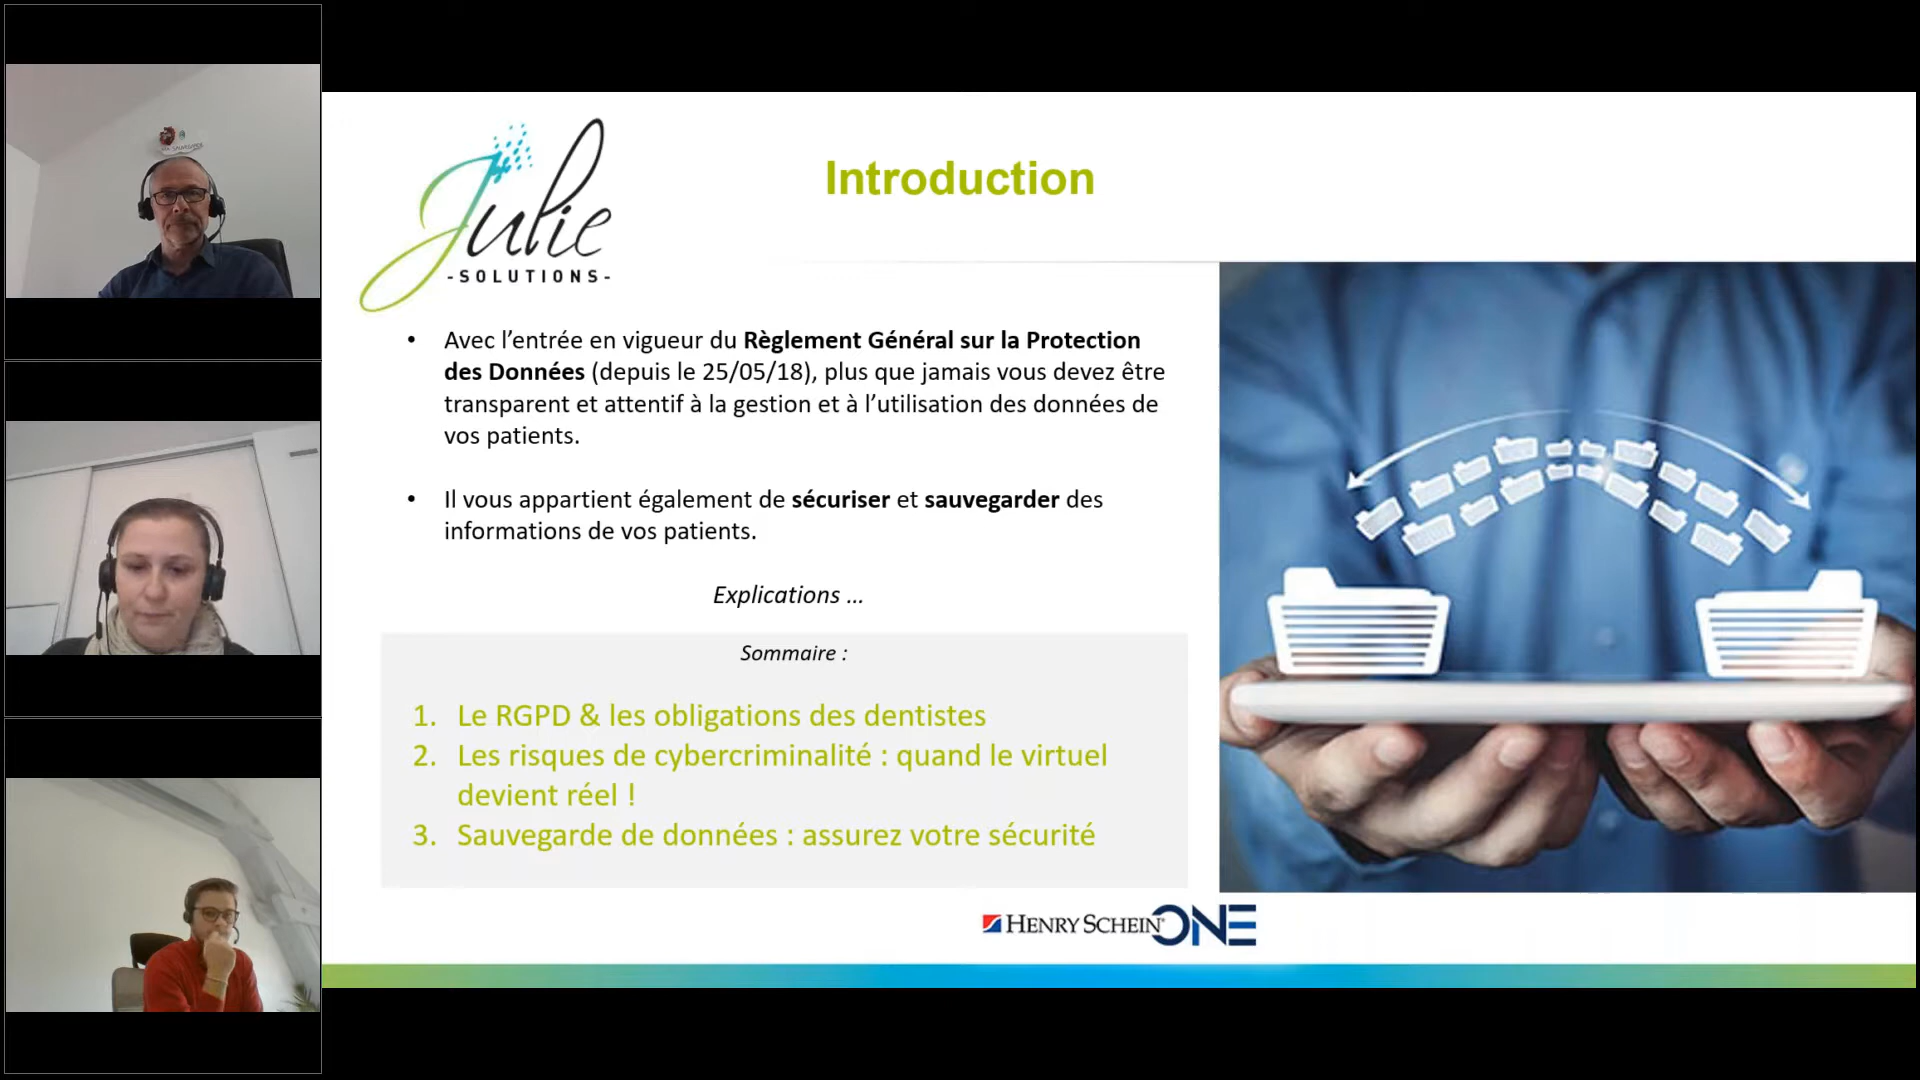 Julie
-SOLUTIONS-
Introduction
• Avec l’entrée en vigueur du Règlement Général sur la Protection
des Données (depuis le 25/05/18), plus que jamais vous devez être
transparent et attentif à la gestion et à l’utilisation des données de
vos patients.
• Il vous appartient également de sécuriser et sauvegarder des
informations de vos patients.
Explications ...
Sommaire :
1. Le RGPD & les obligations des dentistes
2. Les risques de cybercriminalité : quand le virtuel
devient réel !
3. Sauvegarde de données : assurez votre sécurité
HENRY SCHEIN® ONE